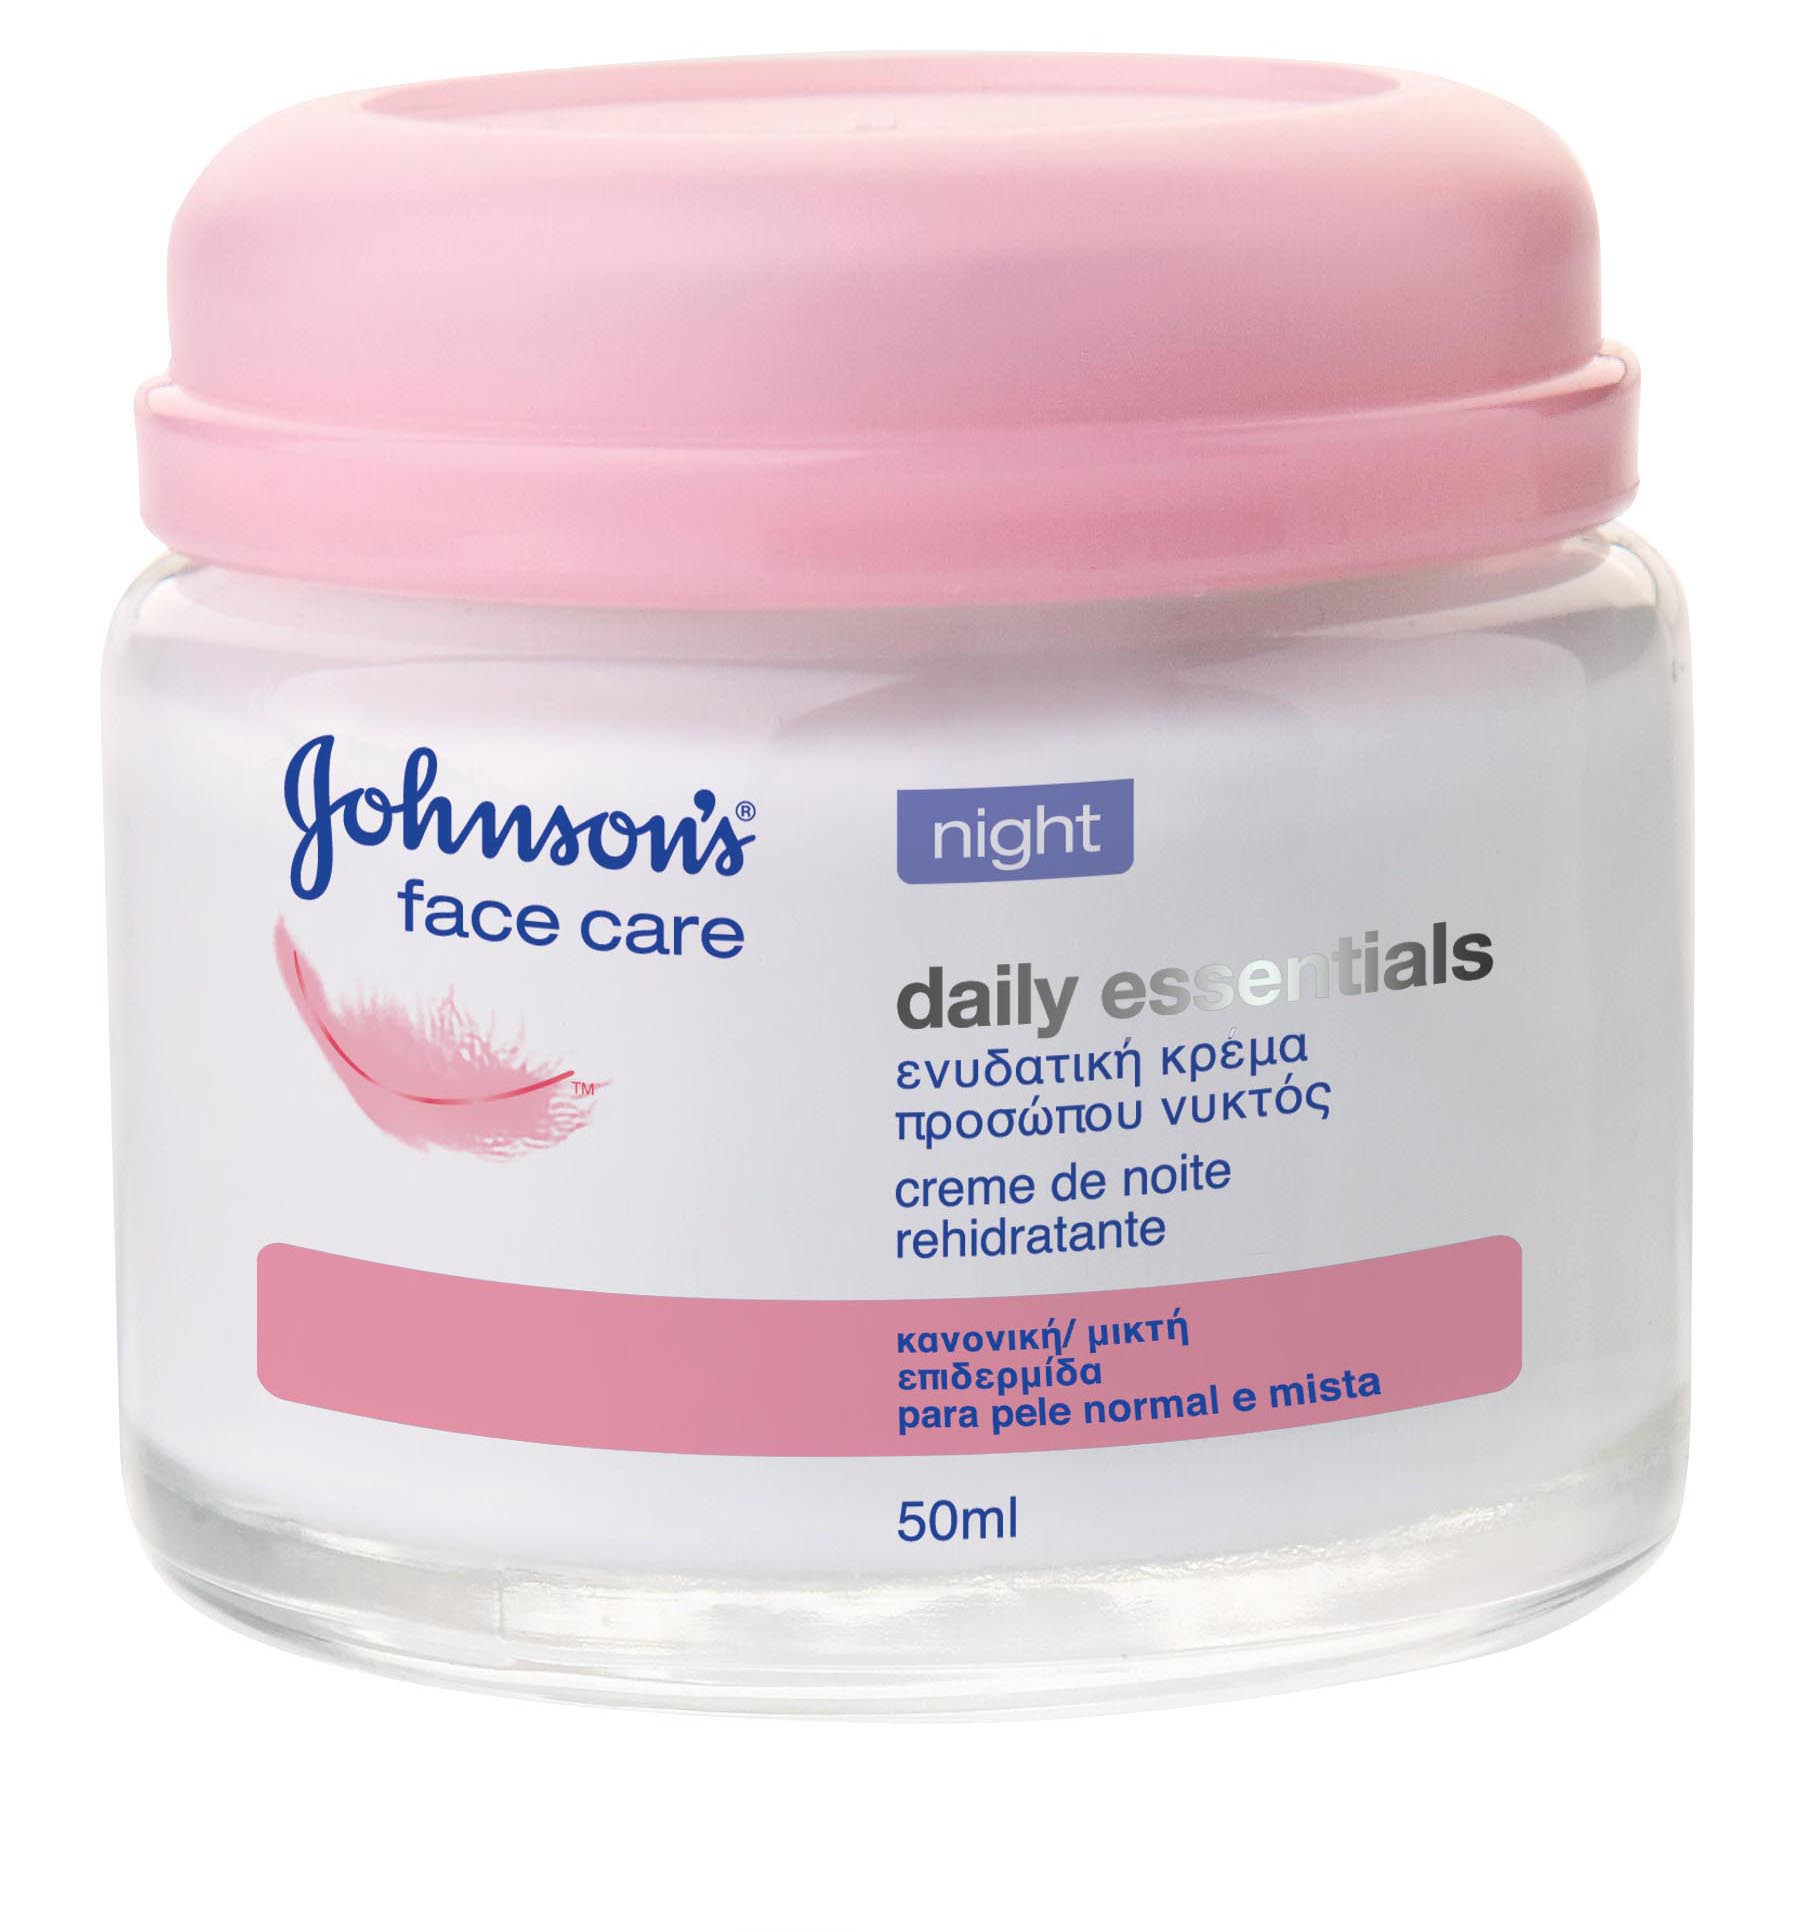 Johnson's®
face care
TM
night
daily essentials
ενυδατική κρέμα
προσώπου νυκτός
creme de noite
rehidratante
κανονική/ μικτή
επιδερμίδα
para pele normal e mista
50ml